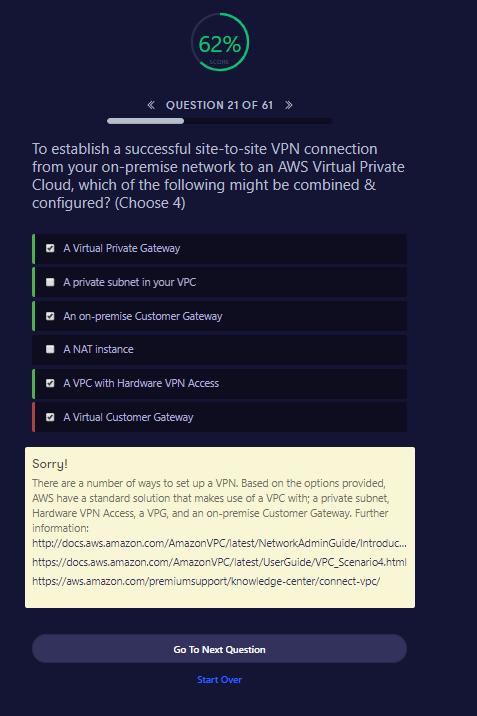 62%
SCORE
QUESTION 21 OF 61
To establish a successful site-to-site VPN connection
from your on-premise network to an AWS Virtual Private
Cloud, which of the following might be combined &
configured? (Choose 4)
A Virtual Private Gateway
A private subnet in your VPC
An on-premise Customer Gateway
A NAT instance
A VPC with Hardware VPN Access
A Virtual Customer Gateway
Sorry!
There are a number of ways to set up a VPN. Based on the options provided,
AWS have a standard solution that makes use of a VPC with; a private subnet,
Hardware VPN Access, a VPG, and an on-premise Customer Gateway. Further
information:
http://docs.aws.amazon.com/AmazonVPC/latest/NetworkAdminGuide/Introduc...
https://docs.aws.amazon.com/AmazonVPC/latest/UserGuide/VPC_Scenario4.html
https://aws.amazon.com/premiumsupport/knowledge-center/connect-vpc/
Go To Next Question
Start Over